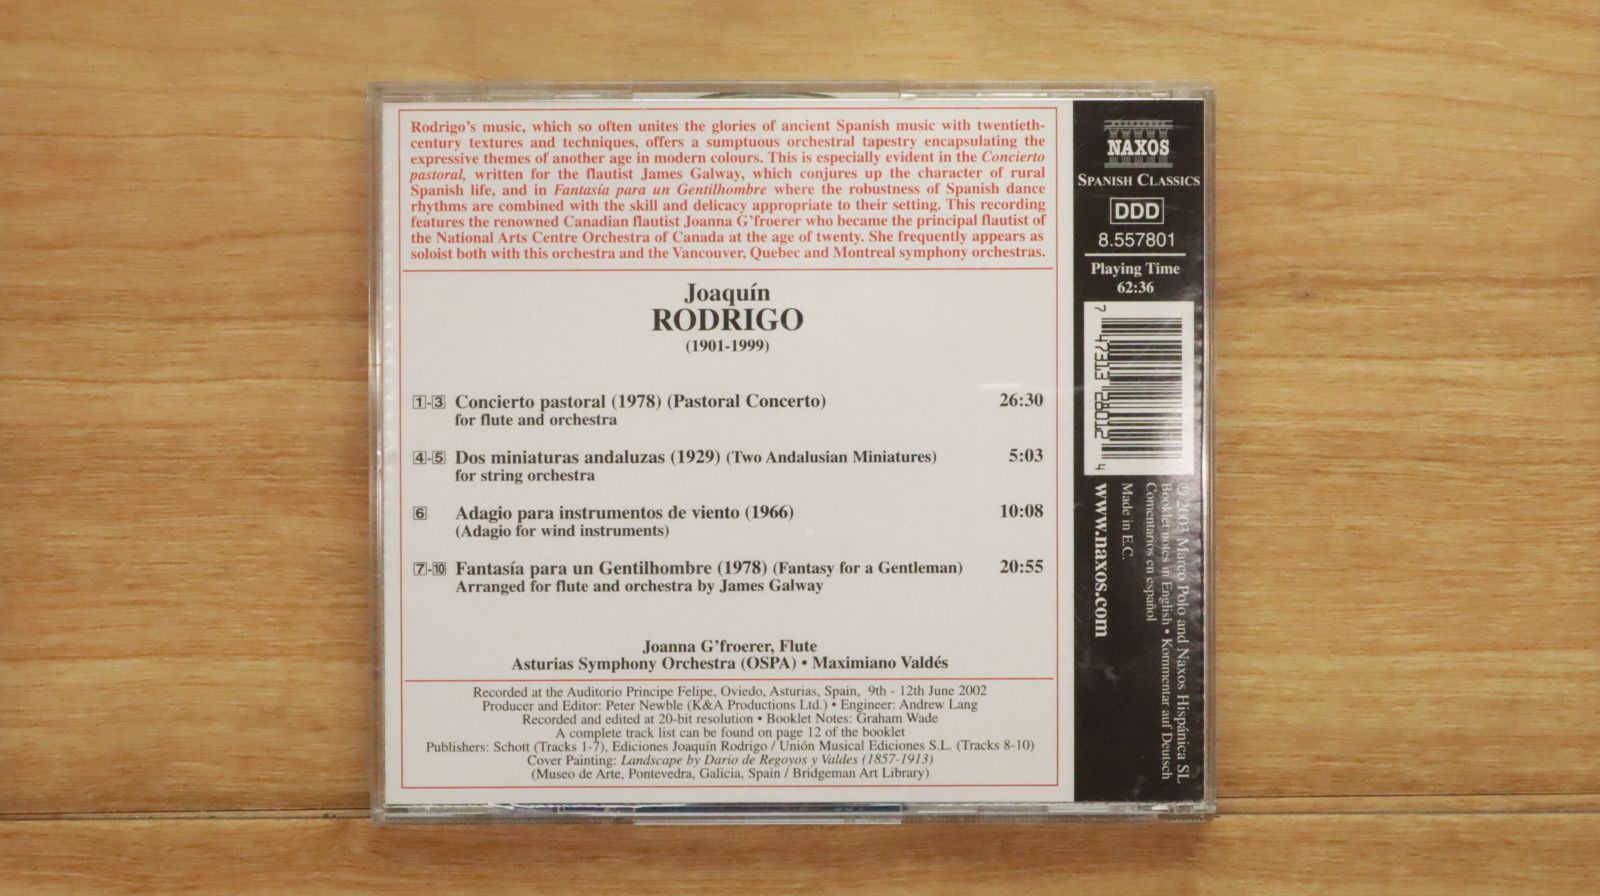 Rodrigo's music, which so often unites the glories of ancient Spanish music with twentieth-
century textures and techniques, offers a sumptuous orchestral tapestry encapsulating the
expressive themes of another age in modern colours. This is especially evident in the Concierto
pastoral, written for the flautist James Galway, which conjures up the character of rural
Spanish life, and in Fantasía para un Gentilhombre where the robustness of Spanish dance
rhythms are combined with the skill and delicacy appropriate to their setting. This recording
features the renowned Canadian flautist Joanna G'froerer who became the principal flautist of
the National Arts Centre Orchestra of Canada at the age of twenty. She frequently appears as
soloist both with this orchestra and the Vancouver, Quebec and Montreal symphony orchestras.
Joaquín
RODRIGO
(1901-1999)
1-3 Concierto pastoral (1978) (Pastoral Concerto) 26:30
for flute and orchestra
4-5 Dos miniaturas andaluzas (1929) (Two Andalusian Miniatures) 5:03
for string orchestra
6 Adagio para instrumentos de viento (1966) 10:08
(Adagio for wind instruments)
7-10 Fantasía para un Gentilhombre (1978) (Fantasy for a Gentleman) 20:55
Arranged for flute and orchestra by James Galway
Joanna G'froerer, Flute
Asturias Symphony Orchestra (OSPA) • Maximiano Valdés
Recorded at the Auditorio Principe Felipe, Oviedo, Asturias, Spain, 9th - 12th June 2002
Producer and Editor: Peter Newble (K&A Productions Ltd.) • Engineer: Andrew Lang
Recorded and edited at 20-bit resolution • Booklet Notes: Graham Wade
A complete track list can be found on page 12 of the booklet
Publishers: Schott (Tracks 1-7), Ediciones Joaquín Rodrigo / Unión Musical Ediciones S.L. (Tracks 8-10)
Cover Painting: Landscape by Dario de Regoyos y Valdes (1857-1913)
(Museo de Arte, Pontevedra, Galicia, Spain / Bridgeman Art Library)
NAXOS
SPANISH CLASSICS
DDD
8.557801
Playing Time
62:36
7 47313 28012 4
℗ 2003 Marco Polo and Naxos Hispánica SL
Booklet notes in English • Kommentar auf Deutsch
Comentarios en español
Made in E.C.
www.naxos.com